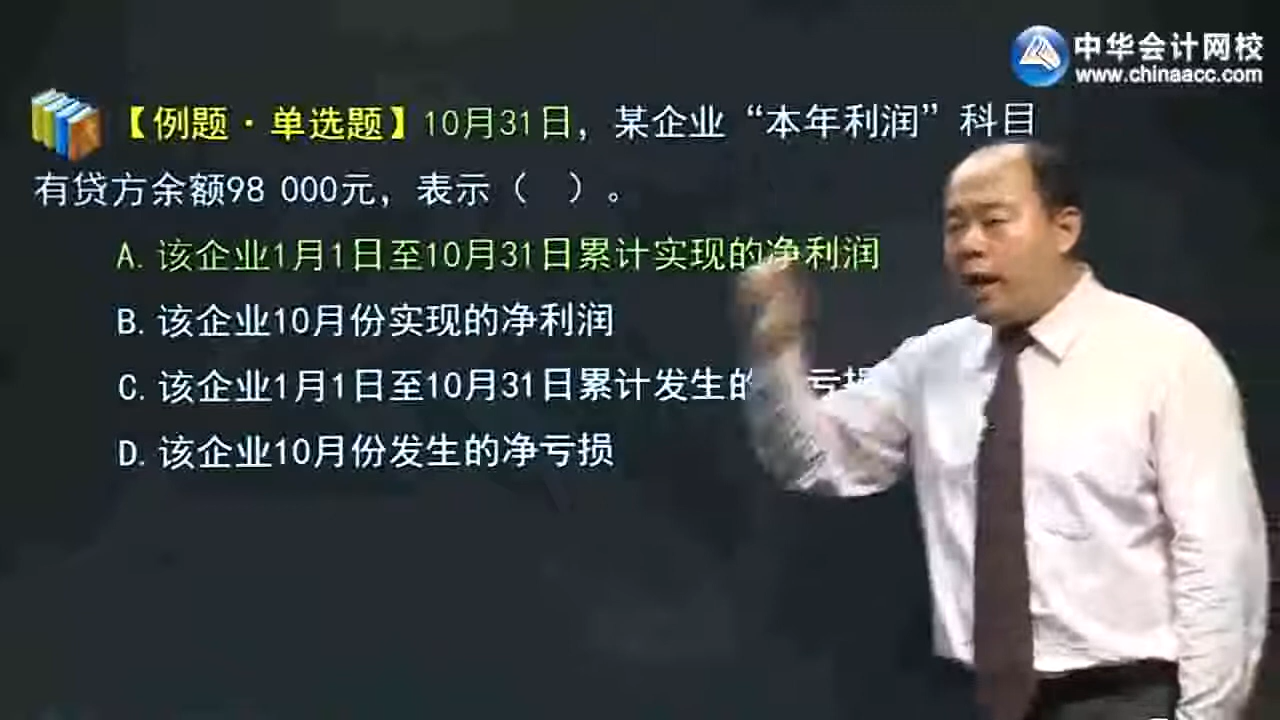 中华会计网校
www.chinaacc.com
【例题·单选题】10月31日，某企业“本年利润”科目
有贷方余额98 000元，表示（ ）。
A.该企业1月1日至10月31日累计实现的净利润
B.该企业10月份实现的净利润
C.该企业1月1日至10月31日累计发生的 亏损
D.该企业10月份发生的净亏损